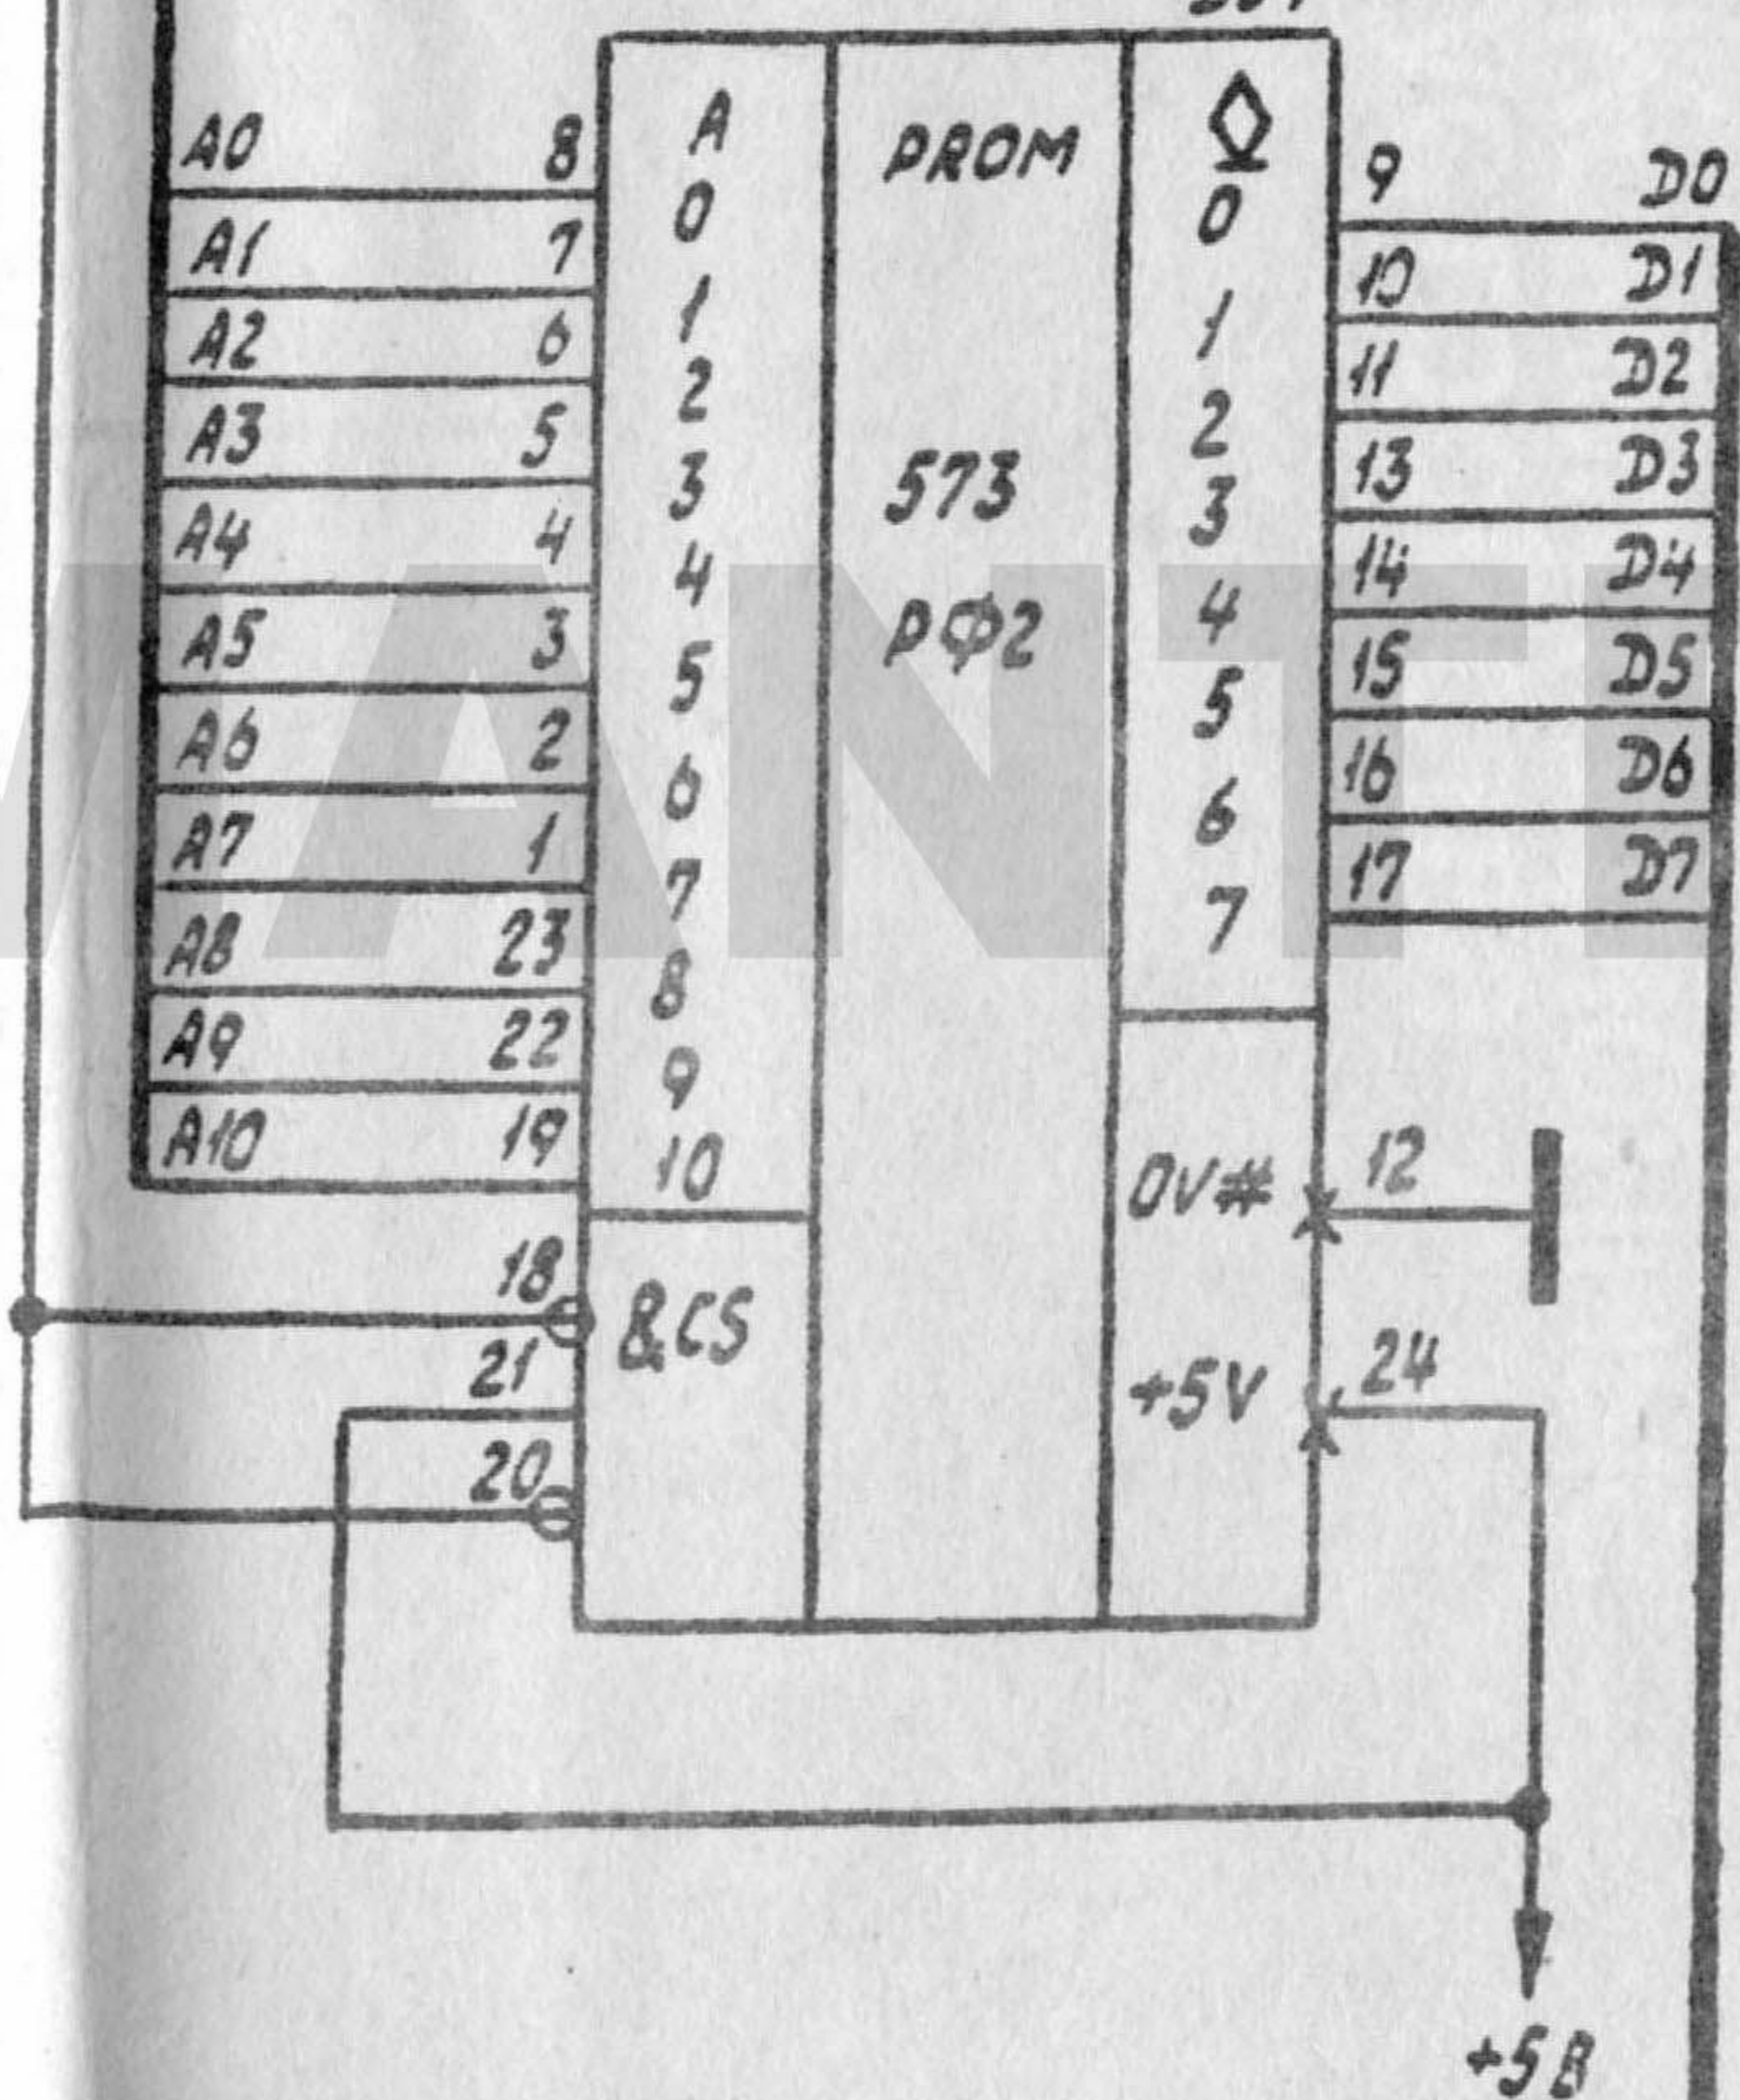 A PROM
A0 8 9 D0
0 0
A1 7 10 D1
1 1
A2 6 11 D2
2 2
A3 5 573 13 D3
3 3
A4 4 14 D4
4 РФ2 4
A5 3 15 D5
5 5
A6 2 16 D6
6 6
A7 1 17 D7
7 7
A8 23
8
A9 22
9
A10 19 0V# 12
10
18 &CS
21 +5V 24
20
+5В